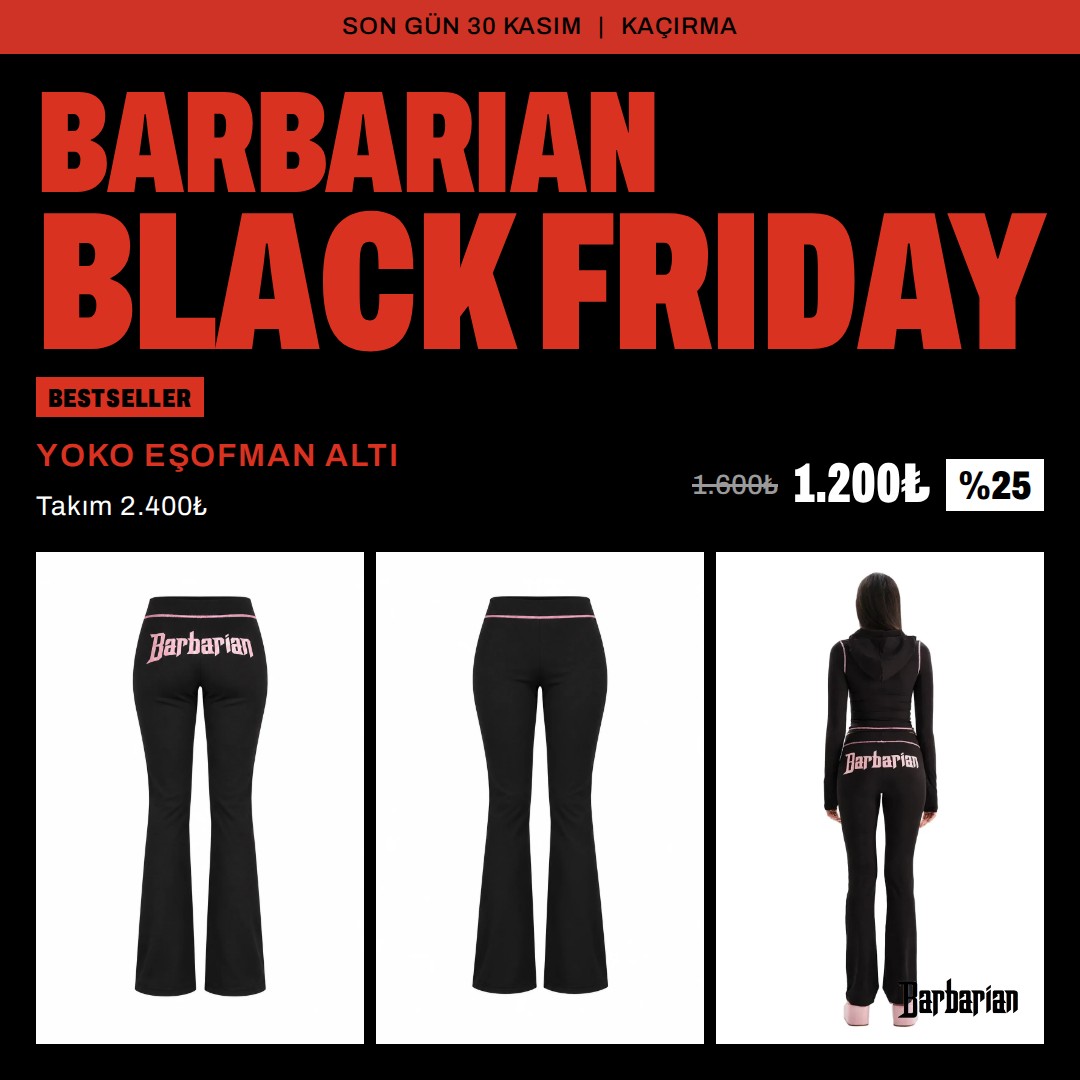 SON GÜN 30 KASIM | KAÇIRMA
BARBARIAN
BLACK FRIDAY
BESTSELLER
YOKO EŞOFMAN ALTI
Takım 2.400₺
1.600₺ 1.200₺ %25
Barbarian
Barbarian
Barbarian